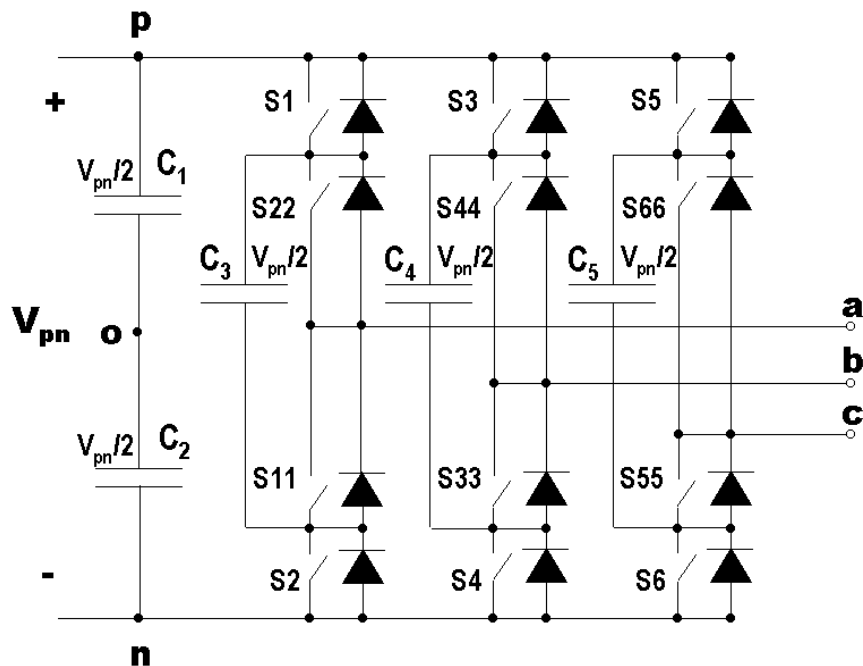 p
+
S1
S3
S5
Vpn/2 C1
S22
S44
S66
C3 Vpn/2
C4 Vpn/2
C5 Vpn/2
a
Vpn o
b
c
Vpn/2 C2
S11
S33
S55
-
S2
S4
S6
n